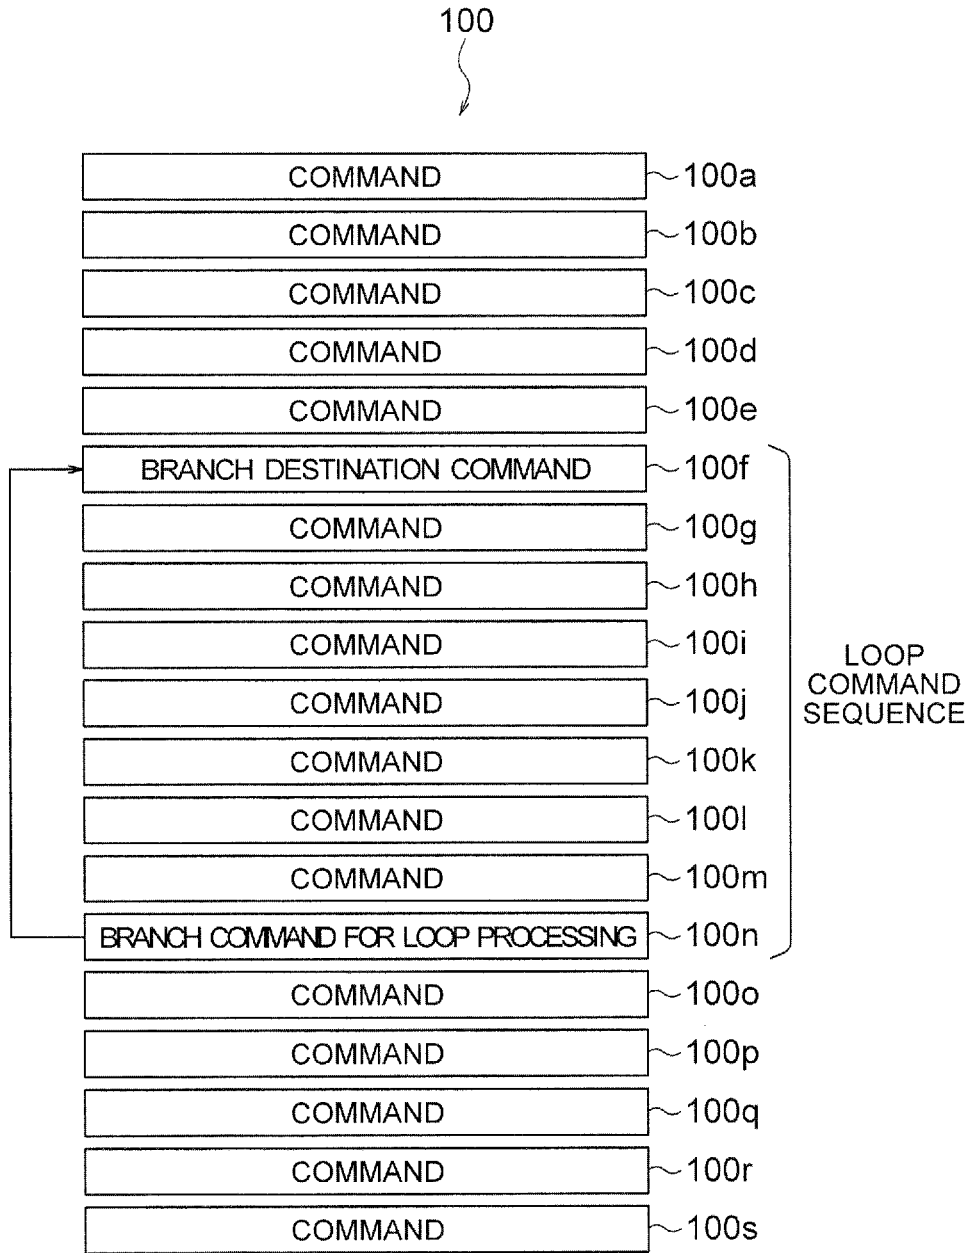 100
COMMAND 100a
COMMAND 100b
COMMAND 100c
COMMAND 100d
COMMAND 100e
BRANCH DESTINATION COMMAND 100f
COMMAND 100g
COMMAND 100h
COMMAND 100i
COMMAND 100j
COMMAND 100k
COMMAND 100l
COMMAND 100m
BRANCH COMMAND FOR LOOP PROCESSING 100n
LOOP
COMMAND
SEQUENCE
COMMAND 100o
COMMAND 100p
COMMAND 100q
COMMAND 100r
COMMAND 100s